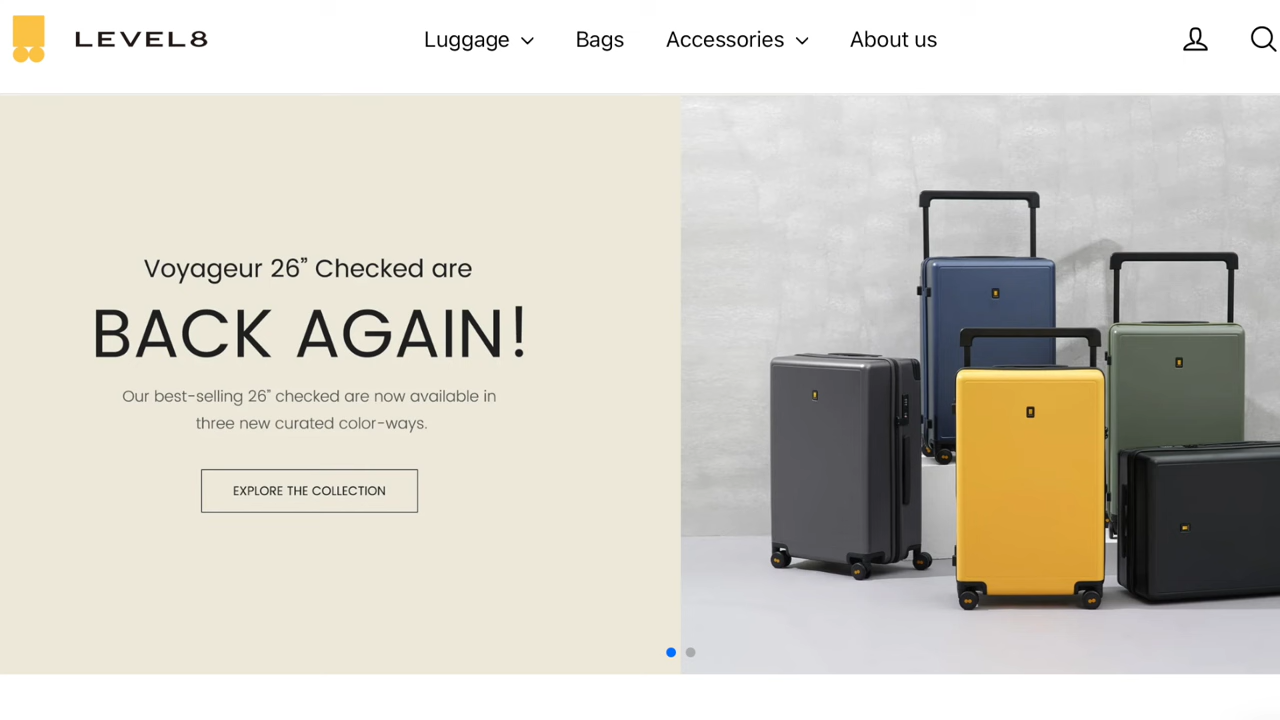 LEVEL8
Luggage
Bags
Accessories
About us
Voyageur 26” Checked are
BACK AGAIN!
Our best-selling 26” checked are now available in
three new curated color-ways.
EXPLORE THE COLLECTION